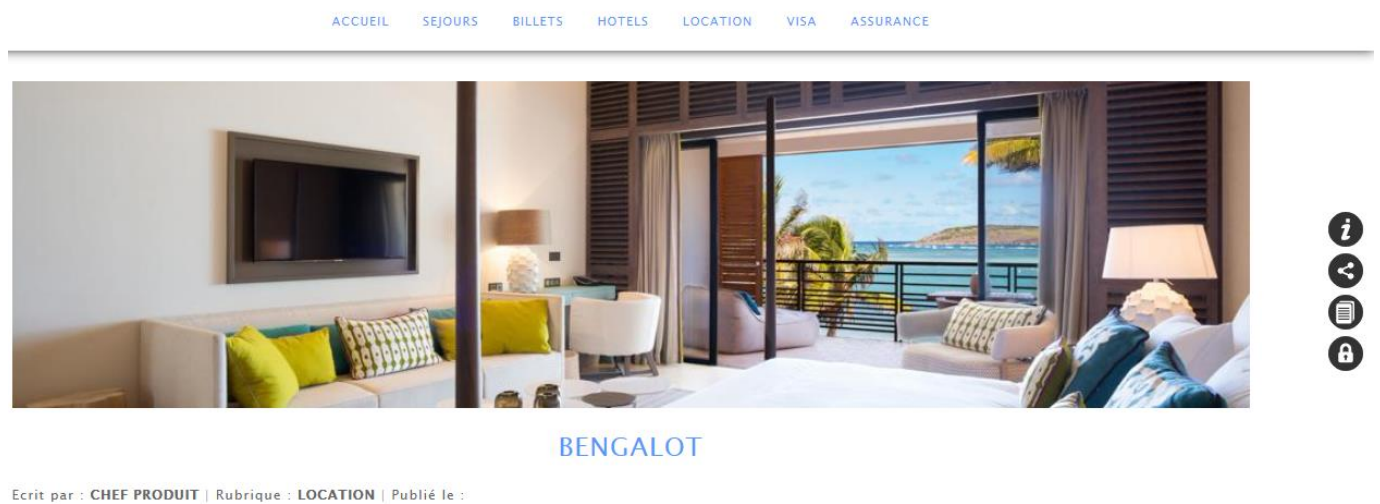 ACCUEIL SEJOURS BILLETS HOTELS LOCATION VISA ASSURANCE
BENGALOT
Ecrit par : CHEF PRODUIT | Rubrique : LOCATION | Publié le :